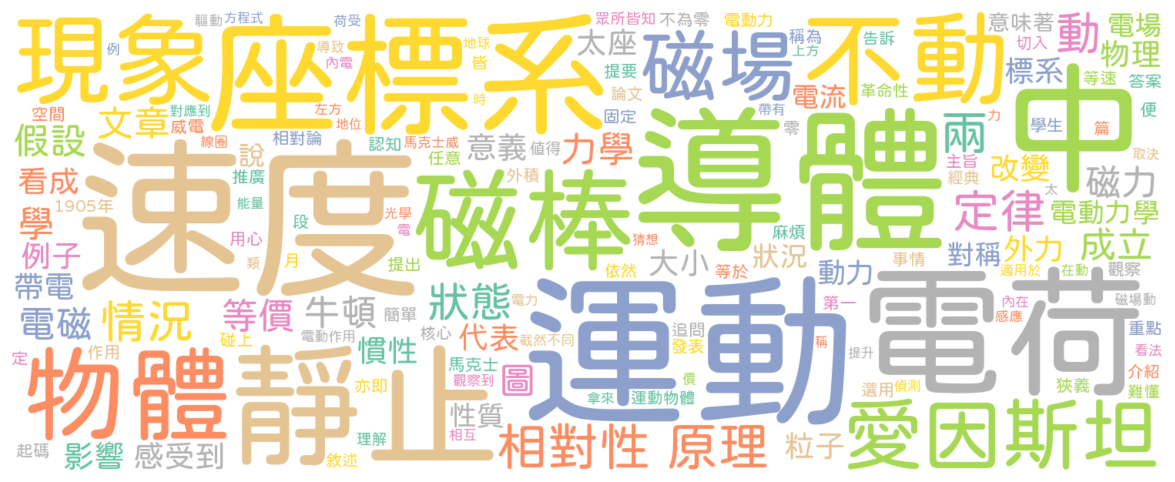 驅動 方程式 荷受 眾所皆知 不為零 電動力 意味著 電場
現象 座標系 磁場 不動 中
例 導致 內電 地球 皆 太座 提要 稱為 上方 告訴 切入 動 物理
時 論文 標系 等速 答案
空間 對應到 左方 地位 電流 革命性 帶有 便
假設 文章 威電 線圈 相對論 固定 零 學生 篇 力
說 認知 馬克士威 任意 意義 值得 力學 導體 兩 主旨 經典 改變 取決
看成 推廣 外積 太 磁力
1905年 能量 速度 磁棒 定律 電動力學
學 用心 段 光學 電 猜想 麻煩
例子 類 月 提出 依然 大小 等於 狀況 事情 對稱 外力 成立
帶電 動力 適用於 在動 觀察
電磁 情況 等價 牛頓 簡單 狀態 電力 運動 第一 電荷 內在 感應 磁場動
碰上 電動作用 核心 代表 截然不同 追問 發表 稱 重點
定 作用 慣性 提升 看法
物體 靜止 亦即 馬克士 觀察到 圖 價 選用 偵測 狹義 介紹
性質 拿來 運動物體 難懂
起碼 影響 感受到 理解 敘述 相互 相對性 原理 粒子 愛因斯坦